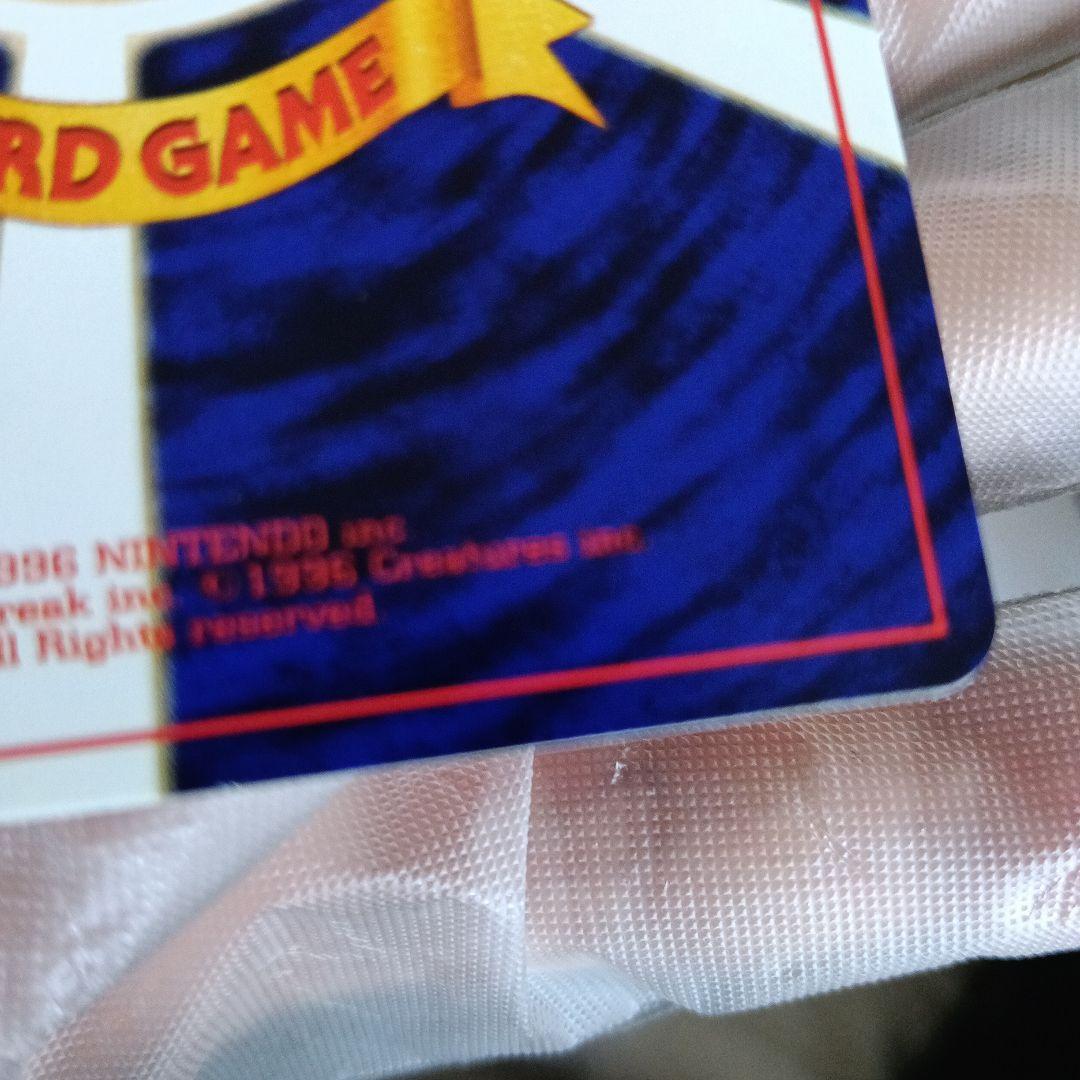 RD GAME
996 NINTENDO inc.
reak inc. ©1996 Creatures inc.
ll Rights reserved.